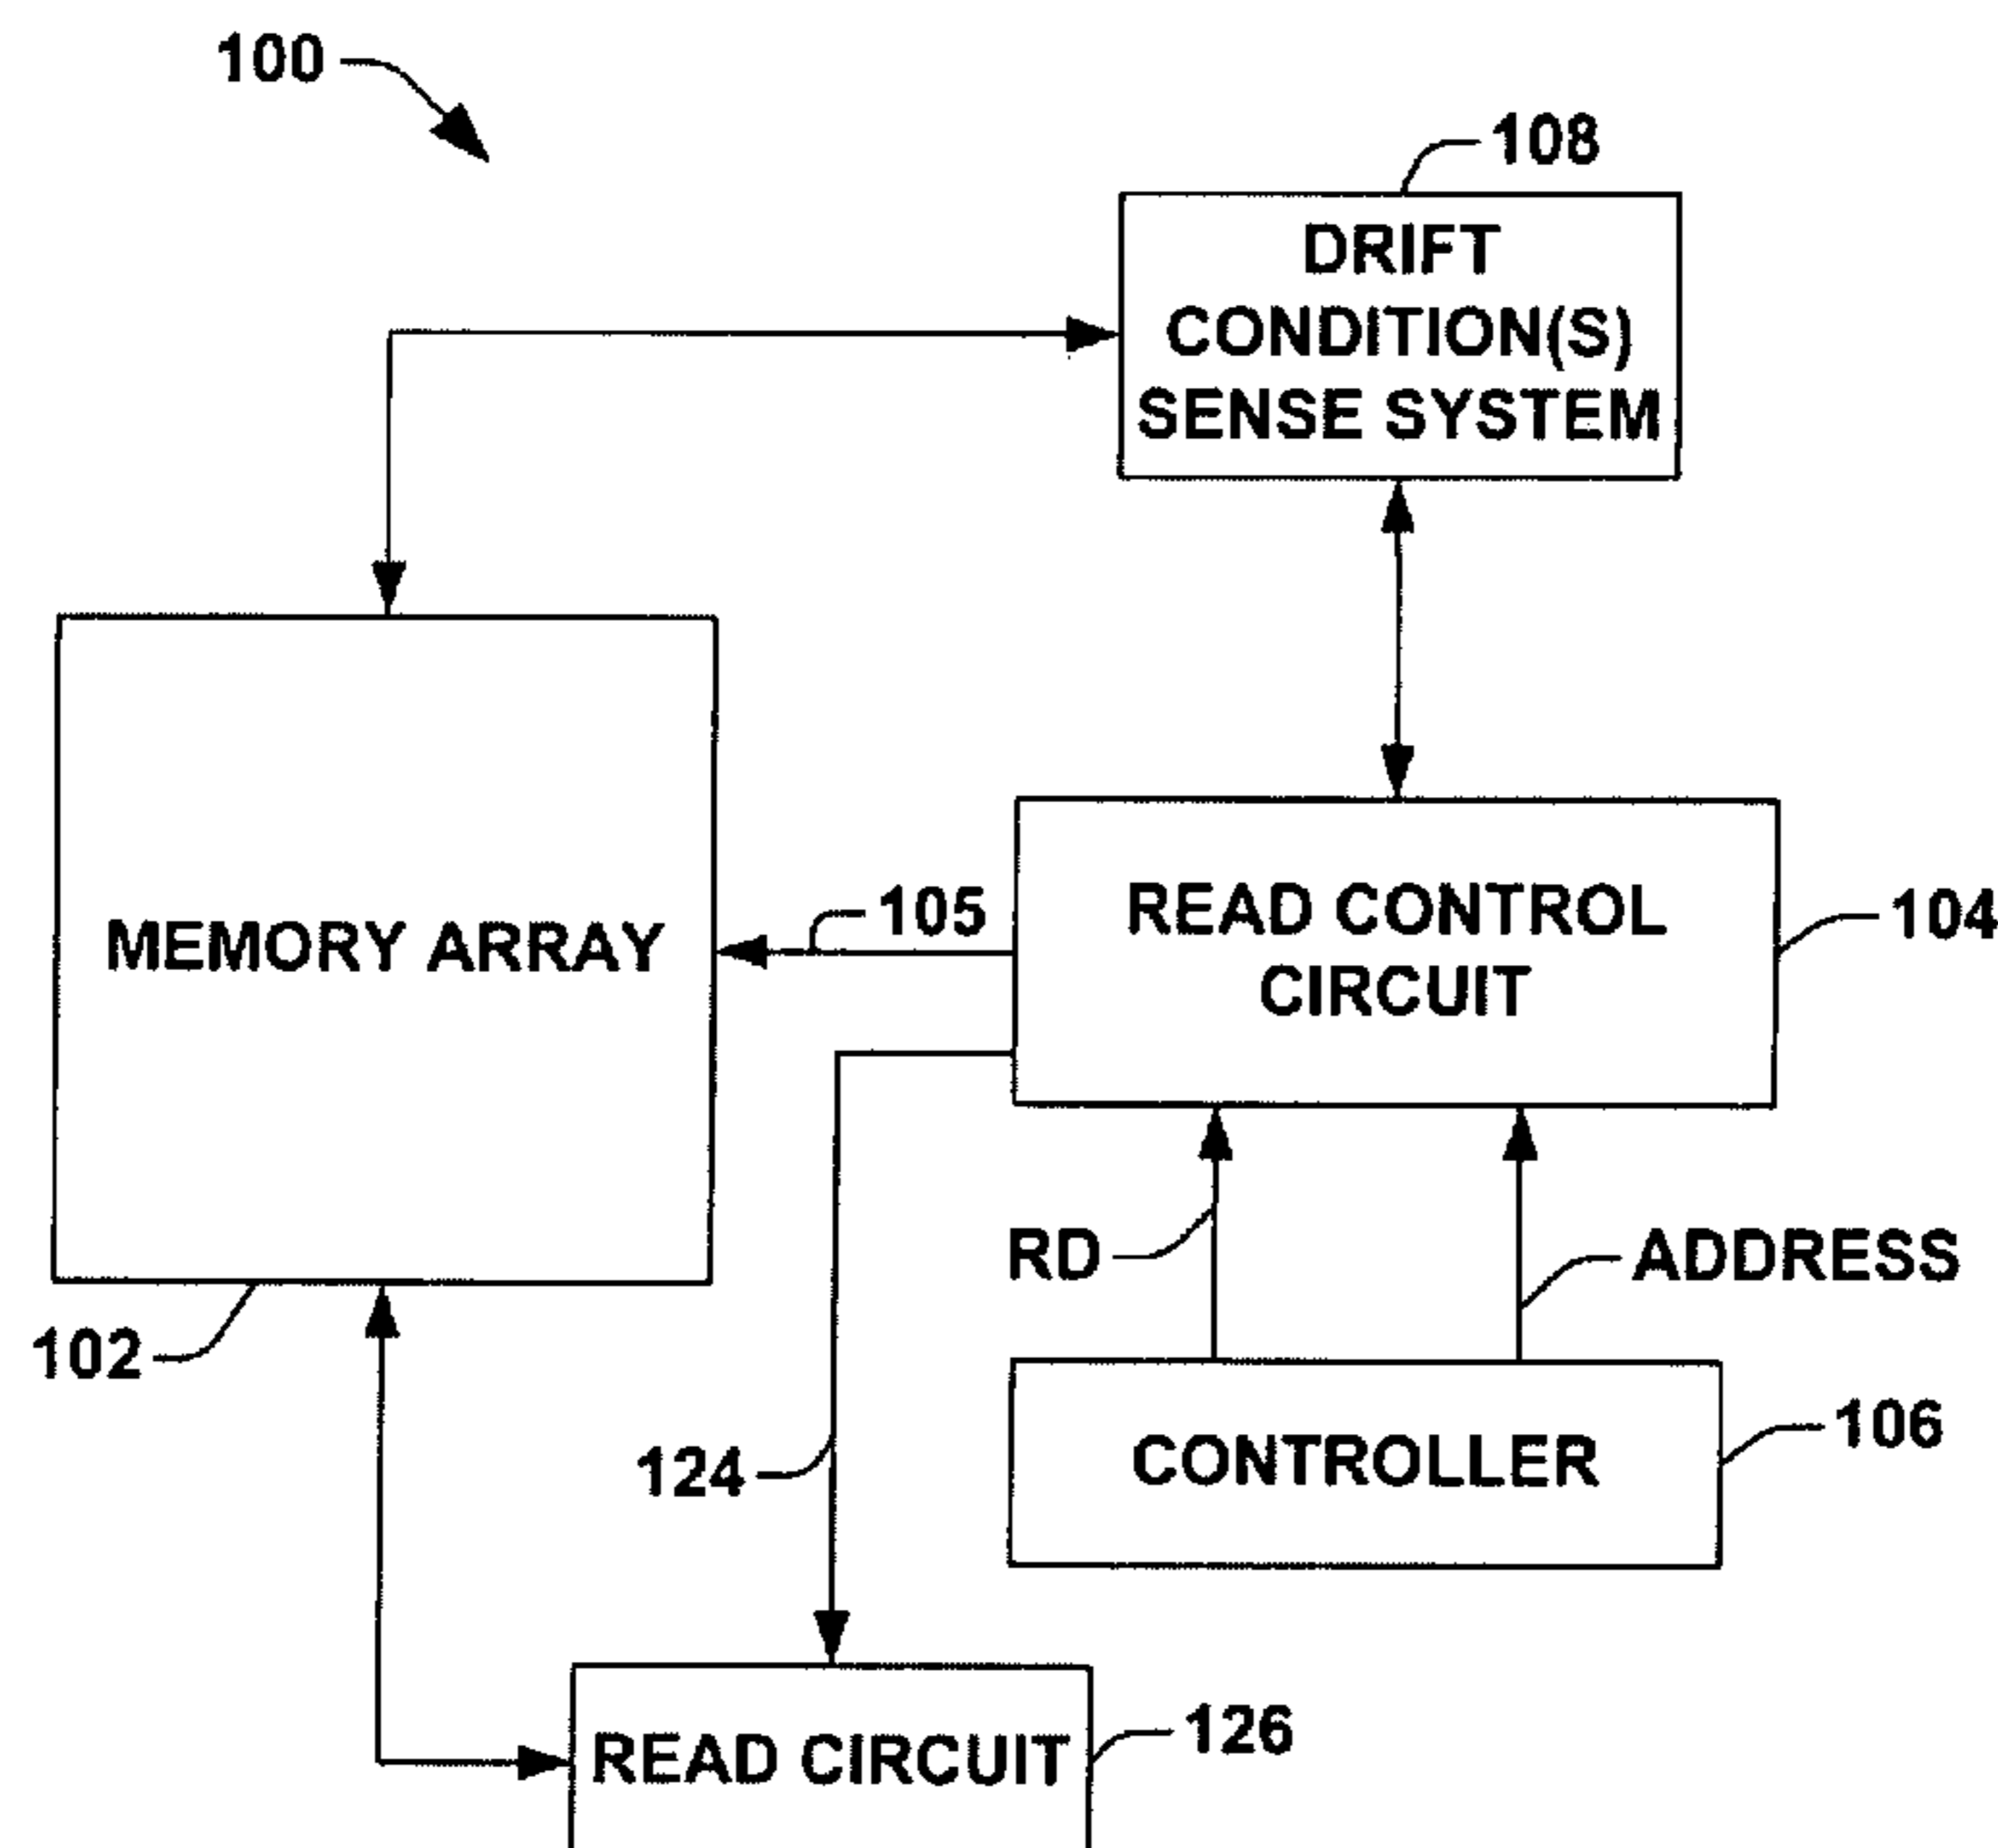 100
108
DRIFT
CONDITION(S)
SENSE SYSTEM
MEMORY ARRAY
105
READ CONTROL
CIRCUIT
104
RD
ADDRESS
102
124
CONTROLLER
106
READ CIRCUIT
126